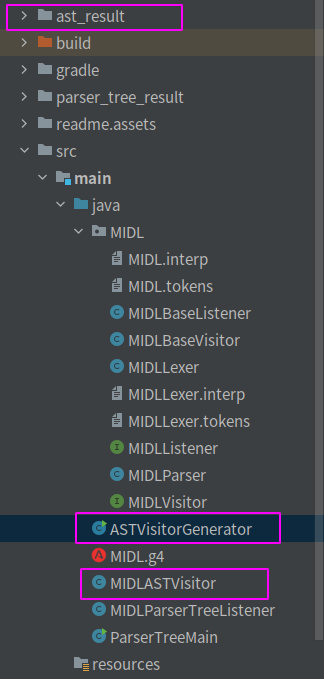 ast_result
build
gradle
parser_tree_result
readme.assets
src
main
java
MIDL
MIDL.interp
MIDL.tokens
MIDLBaseListener
MIDLBaseVisitor
MIDLLexer
MIDLLexer.interp
MIDLLexer.tokens
MIDLListener
MIDLParser
MIDLVisitor
ASTVisitorGenerator
MIDL.g4
MIDLASTVisitor
MIDLParserTreeListener
ParserTreeMain
resources